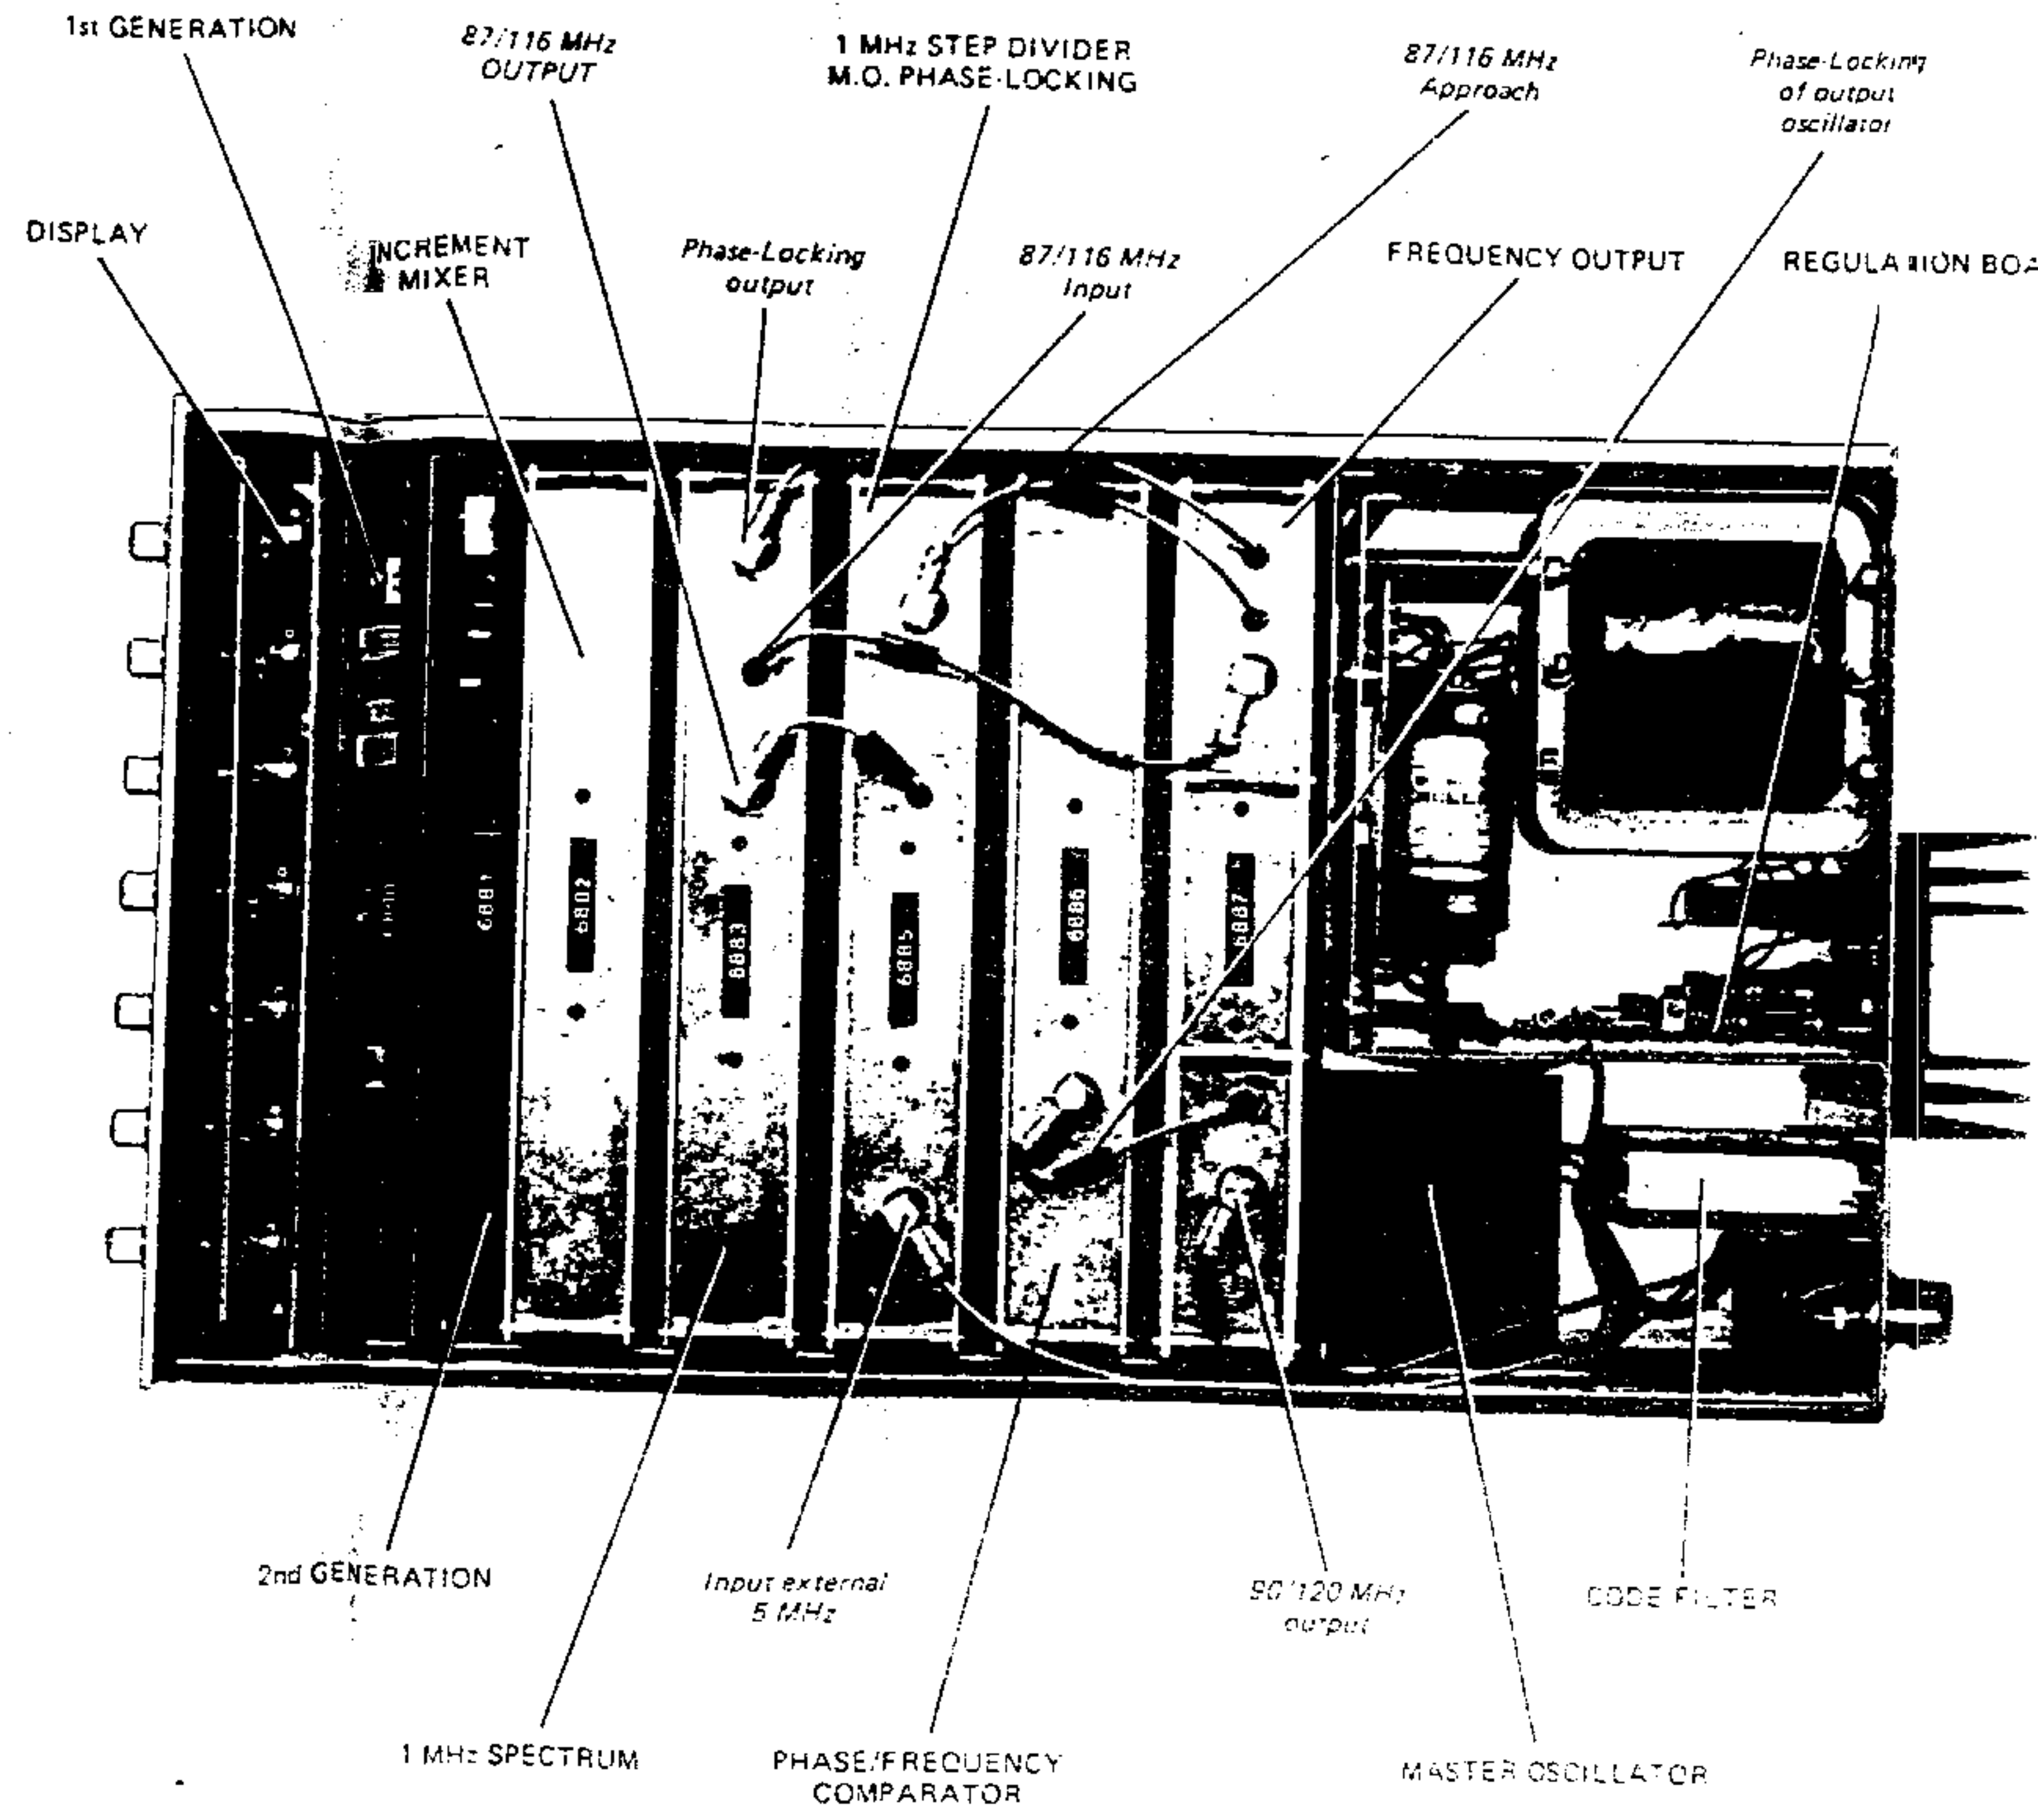 1st GENERATION
87/116 MHz
OUTPUT
1 MHz STEP DIVIDER
M.O. PHASE-LOCKING
87/116 MHz
Approach
Phase-Locking
of output
oscillator
DISPLAY
INCREMENT
MIXER
Phase-Locking
output
87/116 MHz
Input
FREQUENCY OUTPUT
REGULATION BOA
6802
6883
6885
6886
6887
2nd GENERATION
Input external
5 MHz
90/120 MHz
output
CODE FILTER
1 MHz SPECTRUM
PHASE/FREQUENCY
COMPARATOR
MASTER OSCILLATOR